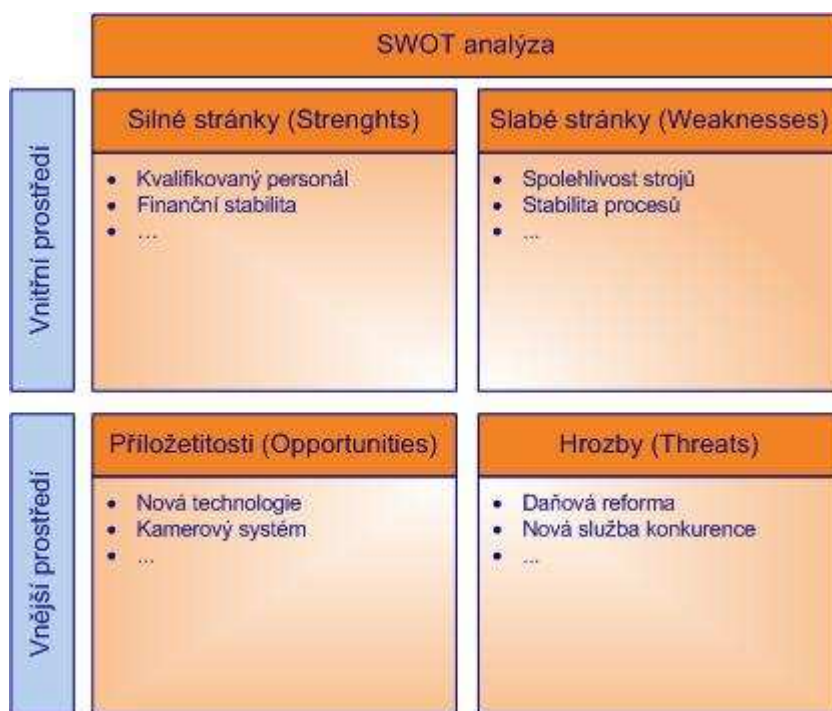 SWOT analýza
Vnitřní prostředí
Silné stránky (Strenghts)
• Kvalifikovaný personál
• Finanční stabilita
• ...
Slabé stránky (Weaknesses)
• Spolehlivost strojů
• Stabilita procesů
• ...
Vnější prostředí
Příložetitosti (Opportunities)
• Nová technologie
• Kamerový systém
• ...
Hrozby (Threats)
• Daňová reforma
• Nová služba konkurence
• ...